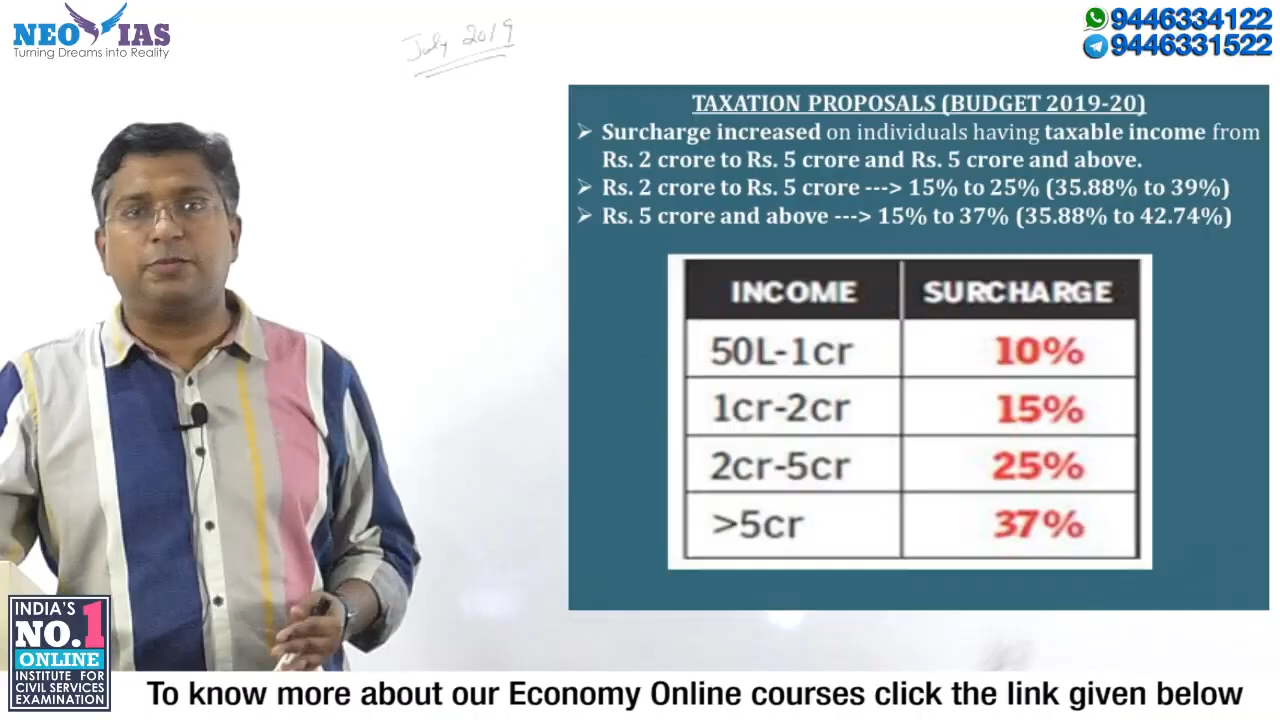 NEO IAS
Turning Dreams into Reality
July 2019
9446334122
9446331522
TAXATION PROPOSALS (BUDGET 2019-20)
➢ Surcharge increased on individuals having taxable income from
Rs. 2 crore to Rs. 5 crore and Rs. 5 crore and above.
➢ Rs. 2 crore to Rs. 5 crore ---> 15% to 25% (35.88% to 39%)
➢ Rs. 5 crore and above ---> 15% to 37% (35.88% to 42.74%)
INCOME SURCHARGE
50L-1cr 10%
1cr-2cr 15%
2cr-5cr 25%
>5cr 37%
INDIA'S
NO.1
ONLINE
INSTITUTE FOR
CIVIL SERVICES
EXAMINATION
To know more about our Economy Online courses click the link given below